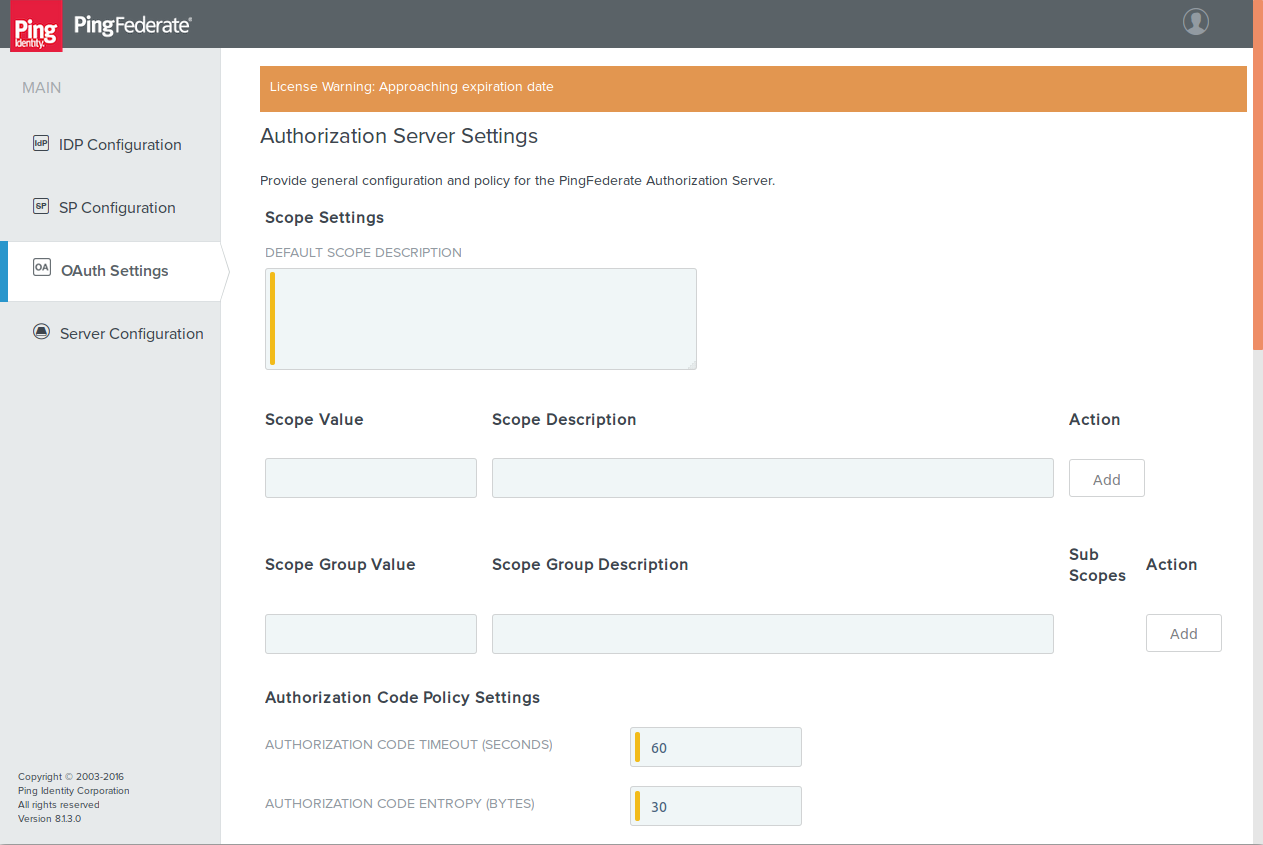 Ping
Identity.
PingFederate®
MAIN
IdP IDP Configuration
SP SP Configuration
OA OAuth Settings
Server Configuration
Copyright © 2003-2016
Ping Identity Corporation
All rights reserved
Version 8.1.3.0
License Warning: Approaching expiration date
Authorization Server Settings
Provide general configuration and policy for the PingFederate Authorization Server.
Scope Settings
DEFAULT SCOPE DESCRIPTION
Scope Value Scope Description Action
Add
Scope Group Value Scope Group Description Sub Scopes Action
Add
Authorization Code Policy Settings
AUTHORIZATION CODE TIMEOUT (SECONDS) 60
AUTHORIZATION CODE ENTROPY (BYTES) 30